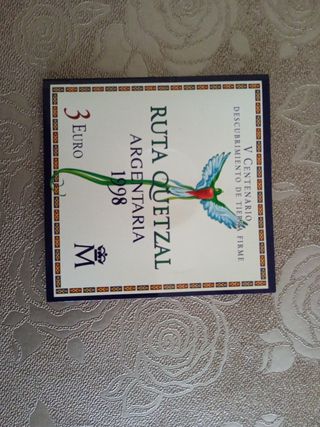 V CENTENARIO
DESCUBRIMIENTO DE TIERRA FIRME
RUTA QUETZAL
ARGENTARIA
1998
3 EURO
M